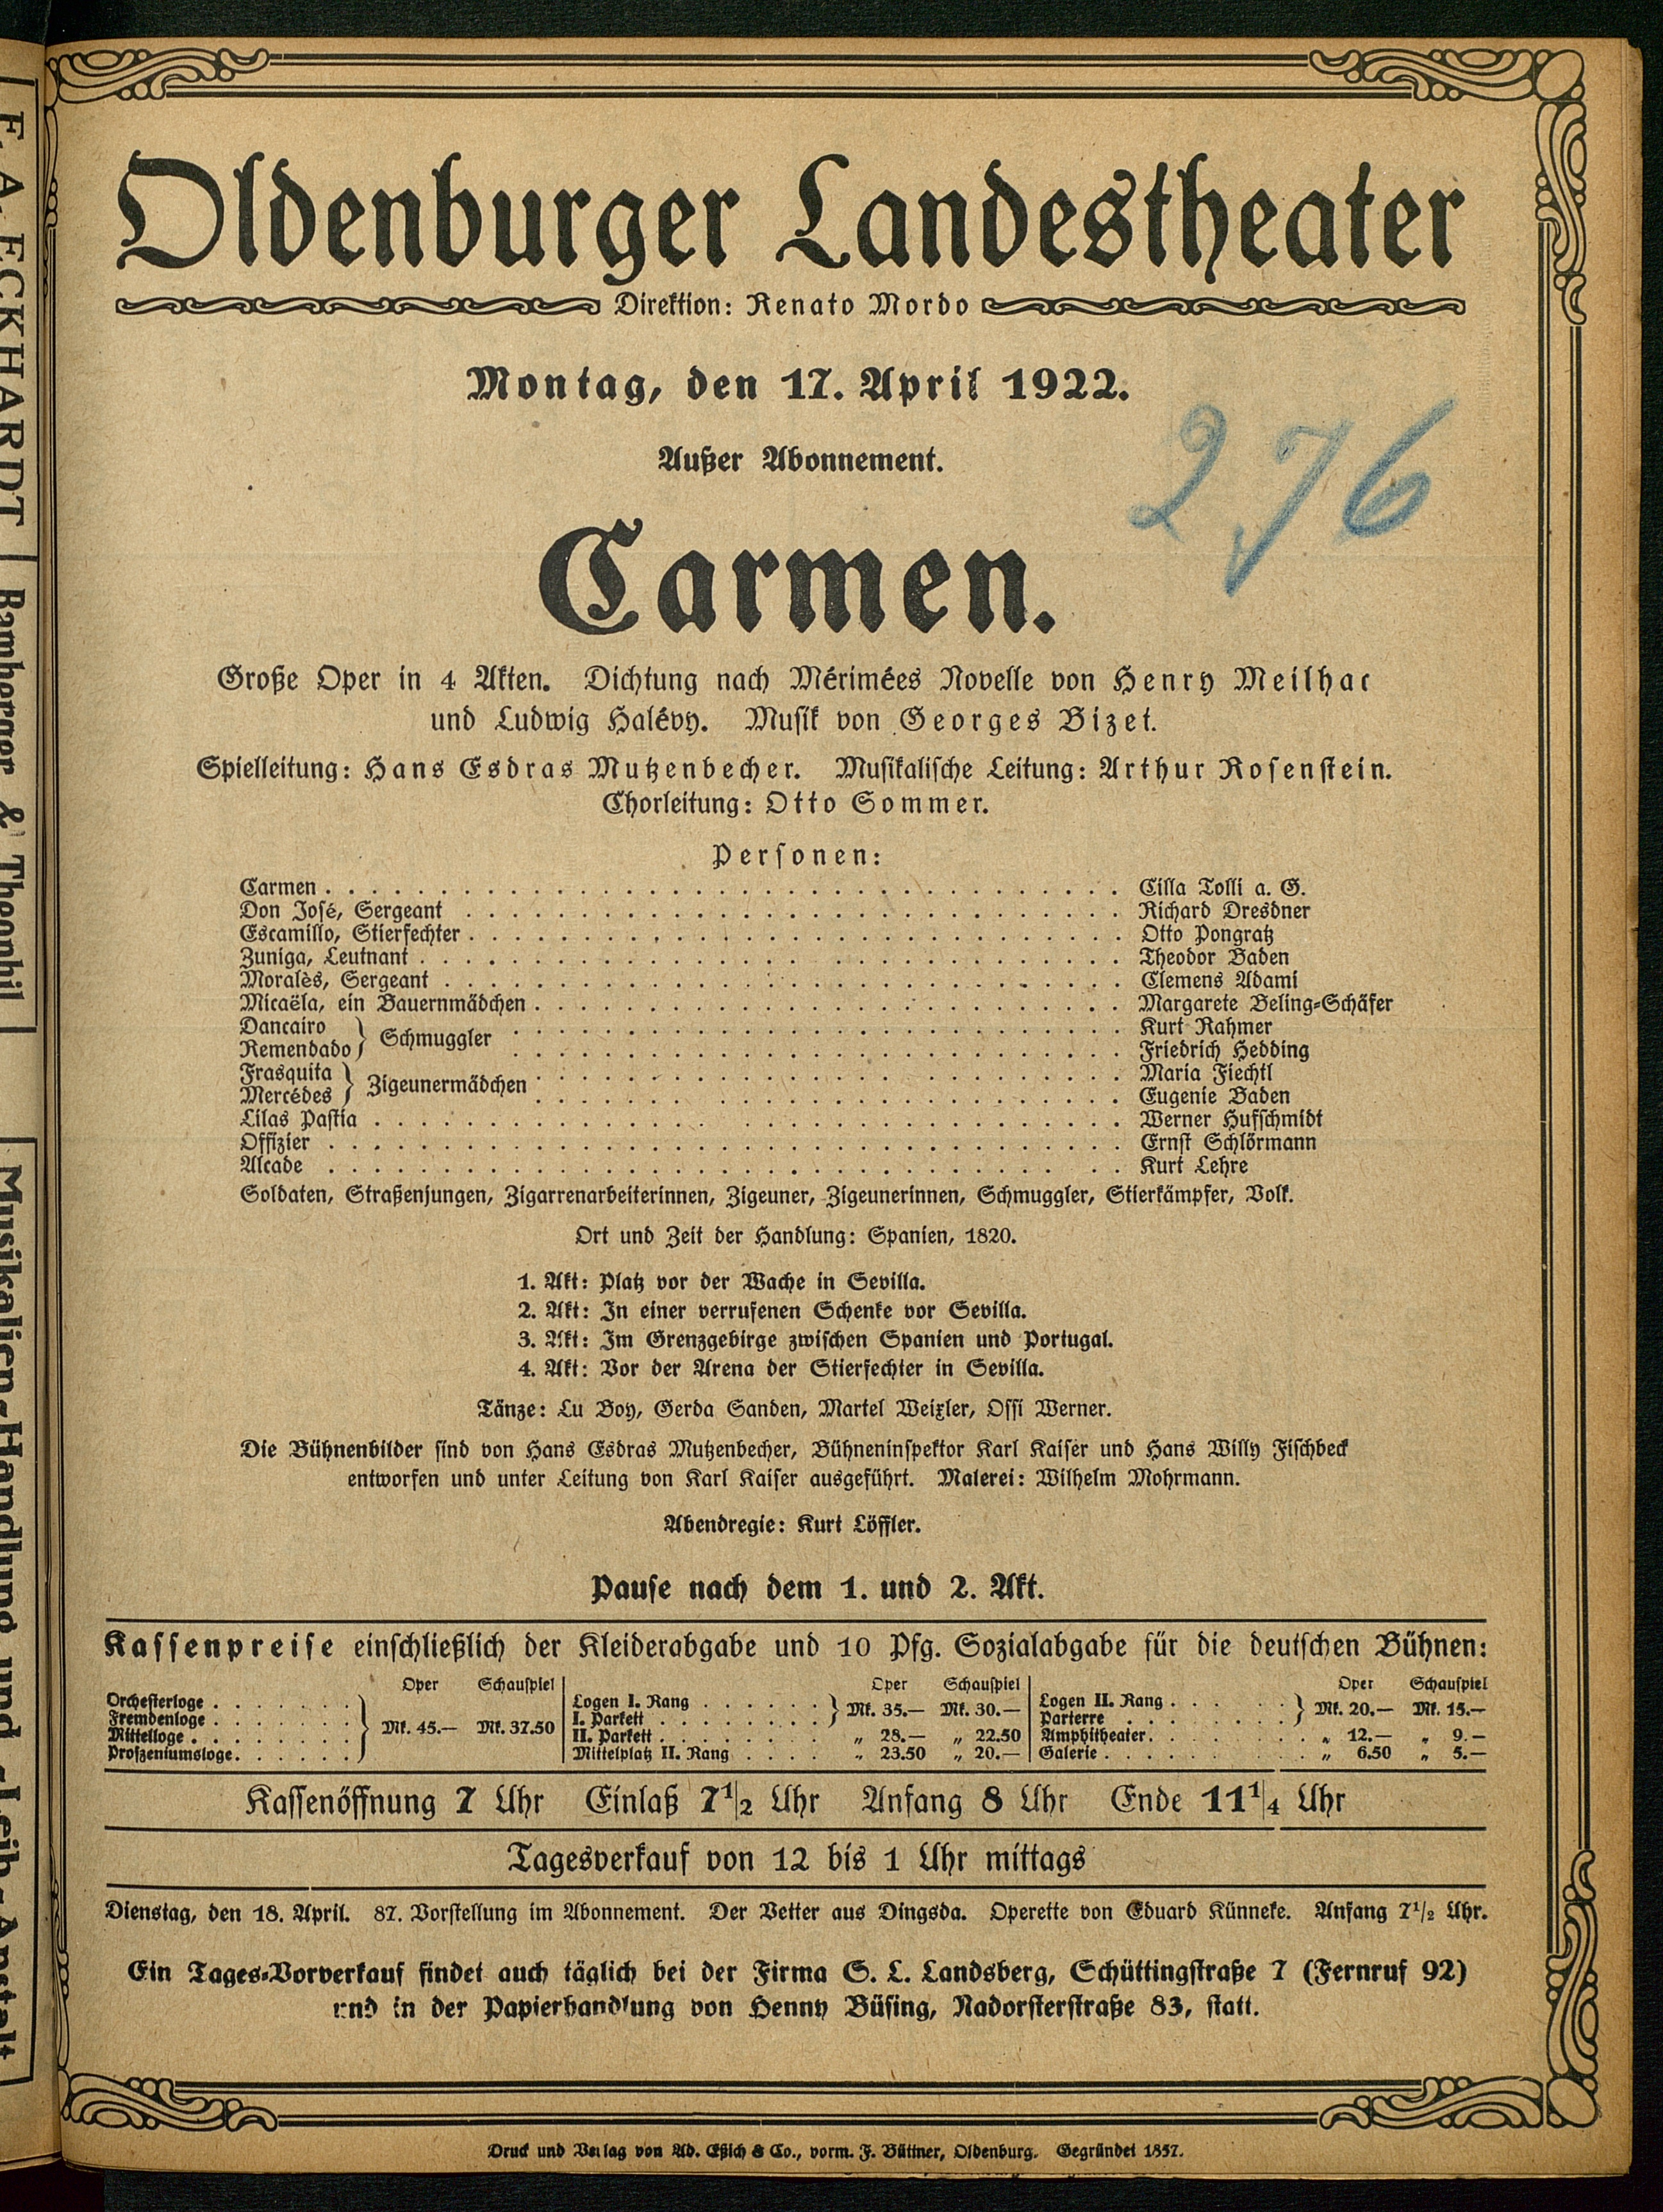 Oldenburger Landestheater
Direktion: Renato Mordo
Montag, den 17. April 1922.
Außer Abonnement.
276
Carmen.
Große Oper in 4 Akten. Dichtung nach Mérimées Novelle von Henry Meilhac
und Ludwig Halévy. Musik von Georges Bizet.
Spielleitung: Hans Esdras Mutzenbecher. Musikalische Leitung: Arthur Rosenstein.
Chorleitung: Otto Sommer.
Personen:
Carmen . . . Cilla Tolli a. G.
Don José, Sergeant . . . Richard Dresdner
Escamillo, Stierfechter . . . Otto Pongratz
Zuniga, Leutnant . . . Theodor Baden
Moralès, Sergeant . . . Clemens Adami
Micaëla, ein Bauernmädchen . . . Margarete Beling-Schäfer
Dancairo } Schmuggler . . . Kurt Rahmer
Remendado } . . . Friedrich Hedding
Frasquita } Zigeunermädchen . . . Maria Fiechtl
Mercédes } . . . Eugenie Baden
Lilas Pastia . . . Werner Hufschmidt
Offizier . . . Ernst Schlörmann
Alcade . . . Kurt Lehre
Soldaten, Straßenjungen, Zigarrenarbeiterinnen, Zigeuner, Zigeunerinnen, Schmuggler, Stierkämpfer, Volk.
Ort und Zeit der Handlung: Spanien, 1820.
1. Akt: Platz vor der Wache in Sevilla.
2. Akt: In einer verrufenen Schenke vor Sevilla.
3. Akt: Im Grenzgebirge zwischen Spanien und Portugal.
4. Akt: Vor der Arena der Stierfechter in Sevilla.
Tänze: Lu Boy, Gerda Sanden, Martel Weixler, Ossi Werner.
Die Bühnenbilder sind von Hans Esdras Mutzenbecher, Bühneninspektor Karl Kaiser und Hans Willy Fischbeck
entworfen und unter Leitung von Karl Kaiser ausgeführt. Malerei: Wilhelm Mohrmann.
Abendregie: Kurt Löffler.
Pause nach dem 1. und 2. Akt.
Kassenpreise einschließlich der Kleiderabgabe und 10 Pfg. Sozialabgabe für die deutschen Bühnen:
Oper Schauspiel
Orchesterloge
Fremdenloge
Mittelloge
Proszeniumsloge
Mk. 45.— Mk. 37.50
Oper Schauspiel
Logen I. Rang
I. Parkett
Mk. 35.— Mk. 30.—
II. Parkett „ 28.— „ 22.50
Mittelplatz II. Rang „ 23.50 „ 20.—
Oper Schauspiel
Logen II. Rang
Parterre
Mk. 20.— Mk. 15.—
Amphitheater „ 12.— „ 9.—
Galerie „ 6.50 „ 5.—
Kassenöffnung 7 Uhr Einlaß 7 1/2 Uhr Anfang 8 Uhr Ende 11 1/4 Uhr
Tagesverkauf von 12 bis 1 Uhr mittags
Dienstag, den 18. April. 87. Vorstellung im Abonnement. Der Vetter aus Dingsda. Operette von Eduard Künneke. Anfang 7 1/2 Uhr.
Ein Tages-Vorverkauf findet auch täglich bei der Firma S. L. Landsberg, Schüttingstraße 7 (Fernruf 92)
und in der Papierhandlung von Henny Büsing, Nadorsterstraße 83, statt.
Druck und Verlag von Ad. Eßich & Co., vorm. F. Büttner, Oldenburg. Gegründet 1857.
F. A. ECKHARDT
Bamberger & Theophil
Musikalien-Handlung und -Leih-Anstalt